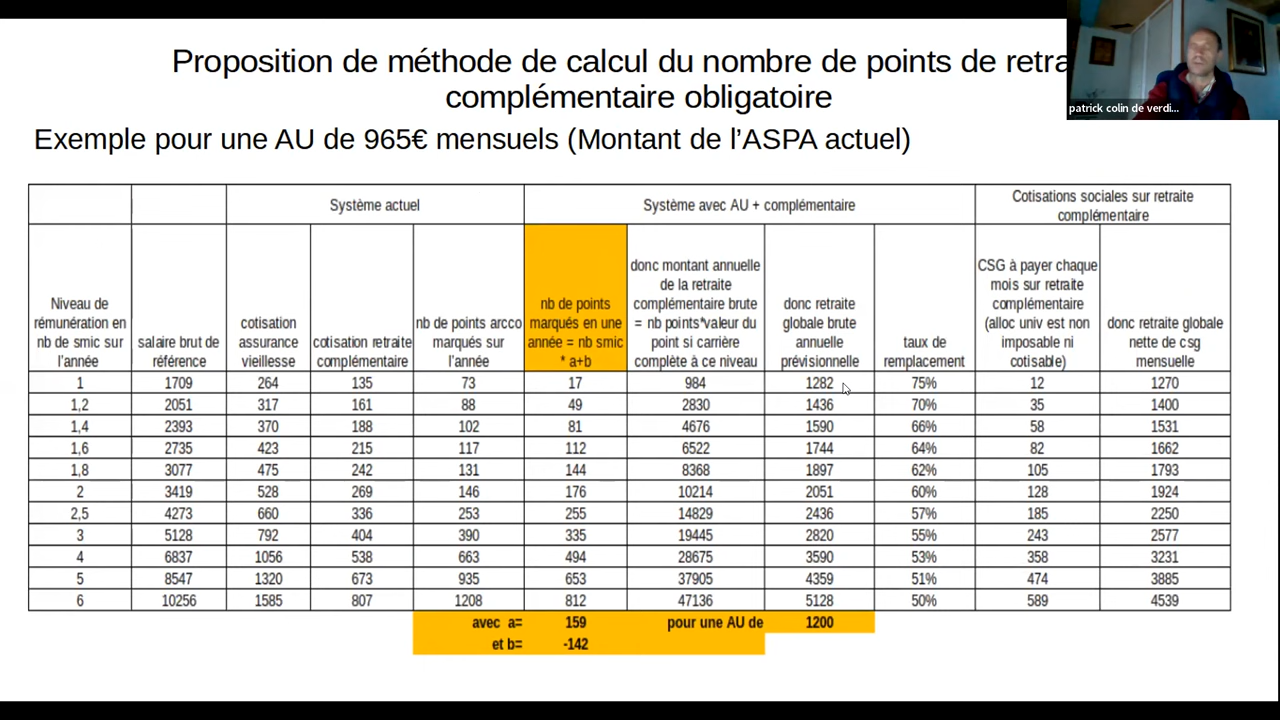 Proposition de méthode de calcul du nombre de points de retra
complémentaire obligatoire
patrick colin de verdi...
Exemple pour une AU de 965€ mensuels (Montant de l’ASPA actuel)
Système actuel
Système avec AU + complémentaire
Cotisations sociales sur retraite
complémentaire
Niveau de
rémunération en
nb de smic sur
l’année
salaire brut de
référence
cotisation
assurance
vieillesse
cotisation retraite
complémentaire
nb de points arcco
marqués sur
l’année
nb de points
marqués en une
année = nb smic
* a+b
donc montant annuelle
de la retraite
complémentaire brute
= nb points*valeur du
point si carrière
complète à ce niveau
donc retraite
globale brute
annuelle
prévisionnelle
taux de
remplacement
CSG à payer chaque
mois sur retraite
complémentaire
(alloc univ est non
imposable ni
cotisable)
donc retraite globale
nette de csg
mensuelle
1 1709 264 135 73 17 984 1282 75% 12 1270
1,2 2051 317 161 88 49 2830 1436 70% 35 1400
1,4 2393 370 188 102 81 4676 1590 66% 58 1531
1,6 2735 423 215 117 112 6522 1744 64% 82 1662
1,8 3077 475 242 131 144 8368 1897 62% 105 1793
2 3419 528 269 146 176 10214 2051 60% 128 1924
2,5 4273 660 336 253 255 14829 2436 57% 185 2250
3 5128 792 404 390 335 19445 2820 55% 243 2577
4 6837 1056 538 663 494 28675 3590 53% 358 3231
5 8547 1320 673 935 653 37905 4359 51% 474 3885
6 10256 1585 807 1208 812 47136 5128 50% 589 4539
avec a= 159 pour une AU de 1200
et b= -142